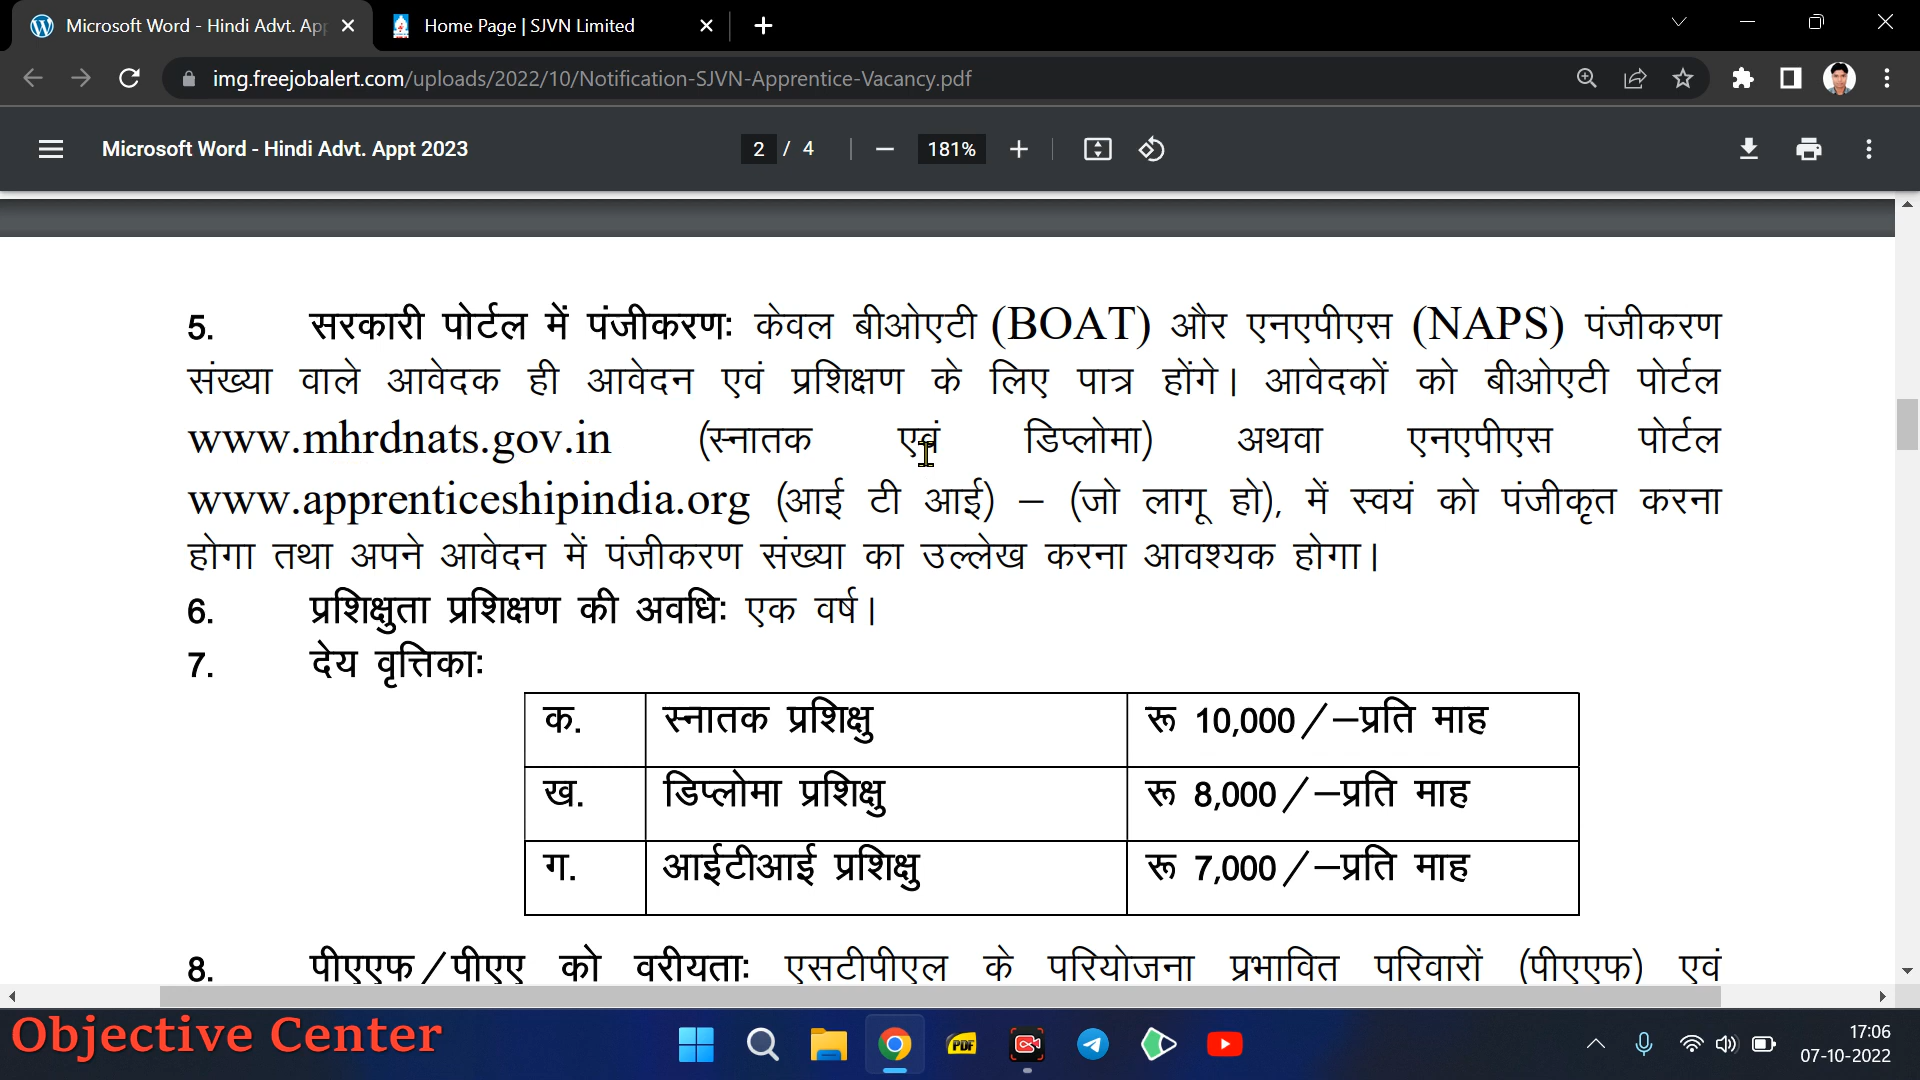 Microsoft Word - Hindi Advt. Ap
Home Page | SJVN Limited
img.freejobalert.com/uploads/2022/10/Notification-SJVN-Apprentice-Vacancy.pdf
Microsoft Word - Hindi Advt. Appt 2023
2 / 4
181%
5. सरकारी पोर्टल में पंजीकरणः केवल बीओएटी (BOAT) और एनएपीएस (NAPS) पंजीकरण
संख्या वाले आवेदक ही आवेदन एवं प्रशिक्षण के लिए पात्र होंगे। आवेदकों को बीओएटी पोर्टल
www.mhrdnats.gov.in (स्नातक एवं डिप्लोमा) अथवा एनएपीएस पोर्टल
www.apprenticeshipindia.org (आई टी आई) – (जो लागू हो), में स्वयं को पंजीकृत करना
होगा तथा अपने आवेदन में पंजीकरण संख्या का उल्लेख करना आवश्यक होगा।
6. प्रशिक्षुता प्रशिक्षण की अवधिः एक वर्ष।
7. देय वृत्तिकाः
क. स्नातक प्रशिक्षु रू 10,000/–प्रति माह
ख. डिप्लोमा प्रशिक्षु रू 8,000/–प्रति माह
ग. आईटीआई प्रशिक्षु रू 7,000/–प्रति माह
8. पीएएफ/पीएए को वरीयताः एसटीपीएल के परियोजना प्रभावित परिवारों (पीएएफ) एवं
Objective Center
PDF
17:06
07-10-2022